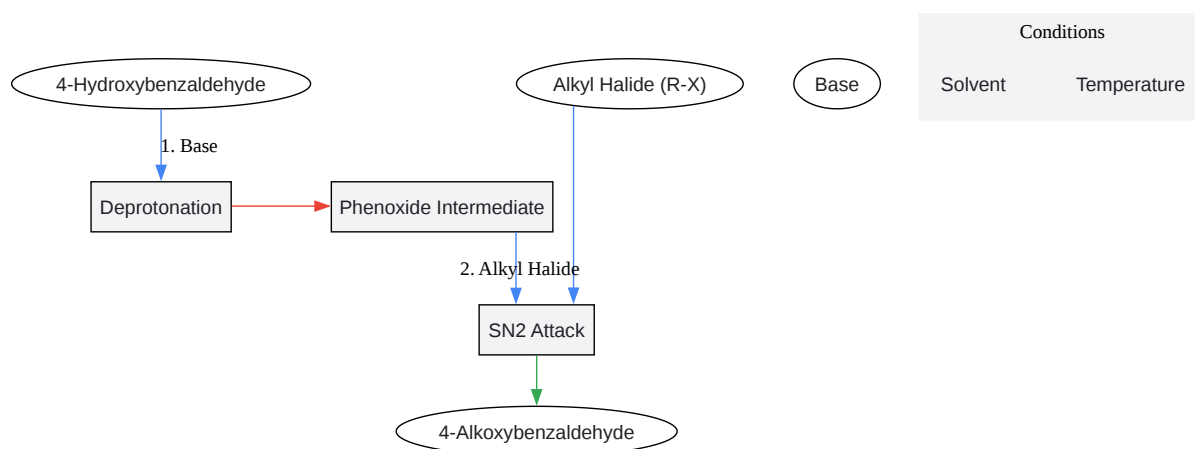 Conditions
4-Hydroxybenzaldehyde
Alkyl Halide (R-X)
Base
Solvent
Temperature
1. Base
Deprotonation
Phenoxide Intermediate
2. Alkyl Halide
SN2 Attack
4-Alkoxybenzaldehyde